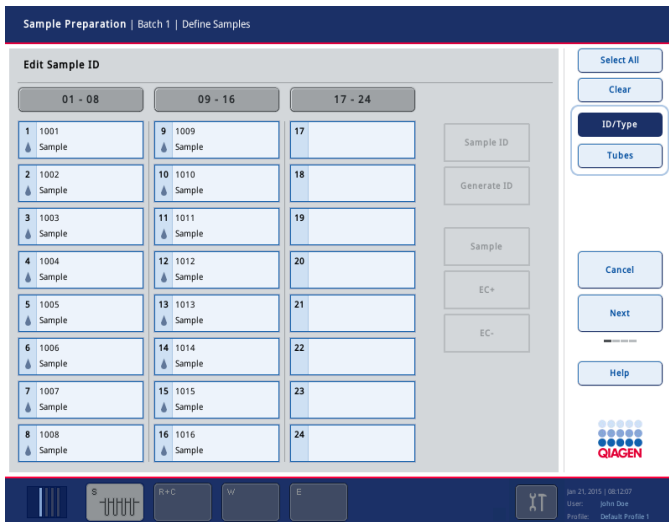 Sample Preparation | Batch 1 | Define Samples
Edit Sample ID
01 - 08
09 - 16
17 - 24
1 1001
Sample
2 1002
Sample
3 1003
Sample
4 1004
Sample
5 1005
Sample
6 1006
Sample
7 1007
Sample
8 1008
Sample
9 1009
Sample
10 1010
Sample
11 1011
Sample
12 1012
Sample
13 1013
Sample
14 1014
Sample
15 1015
Sample
16 1016
Sample
17
18
19
20
21
22
23
24
Sample ID
Generate ID
Sample
EC+
EC-
Select All
Clear
ID/Type
Tubes
Cancel
Next
Help
QIAGEN
S
R+C
W
E
Jan 21, 2015 | 08:12:07
User: John Doe
Profile: Default Profile 1